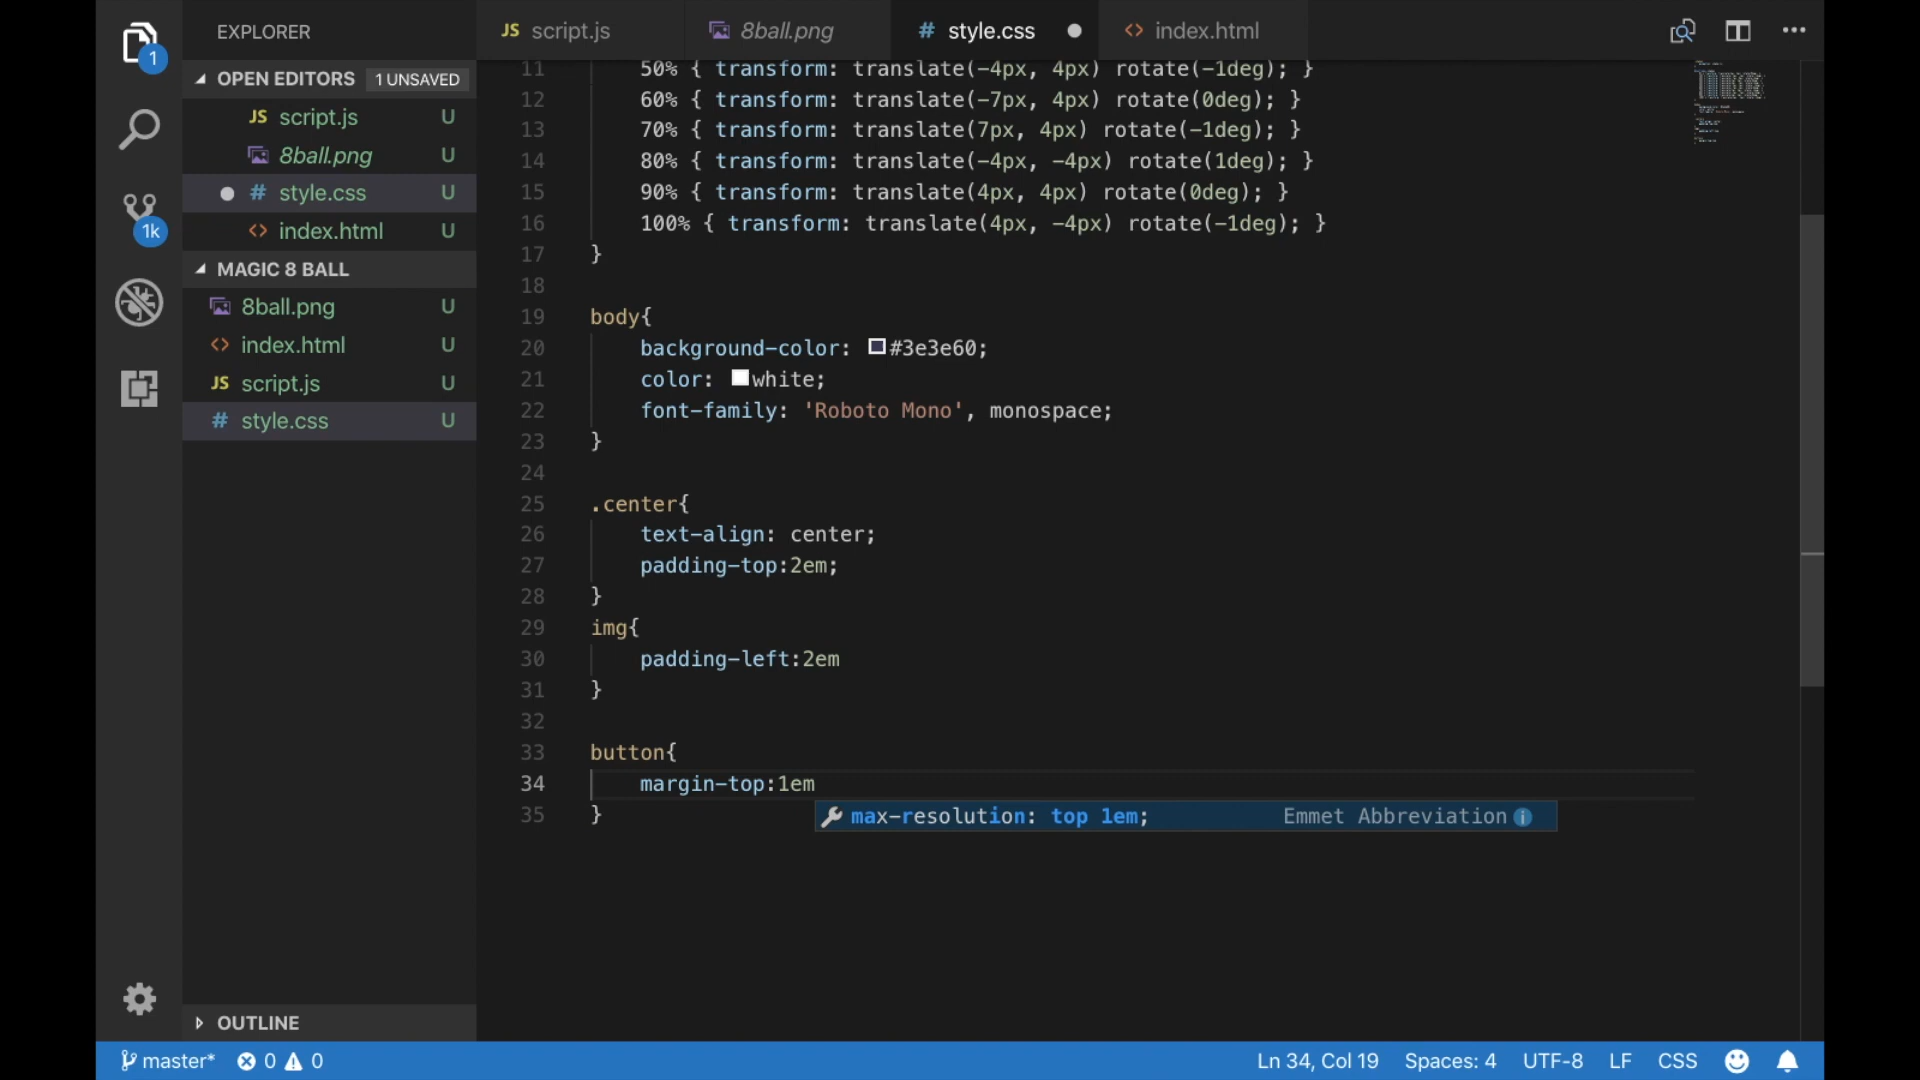 EXPLORER
JS script.js
8ball.png
# style.css
<> index.html
1
OPEN EDITORS 1 UNSAVED
JS script.js U
8ball.png U
# style.css U
<> index.html U
1k
MAGIC 8 BALL
8ball.png U
<> index.html U
JS script.js U
# style.css U
OUTLINE
11 50% { transform: translate(-4px, 4px) rotate(-1deg); }
12 60% { transform: translate(-7px, 4px) rotate(0deg); }
13 70% { transform: translate(7px, 4px) rotate(-1deg); }
14 80% { transform: translate(-4px, -4px) rotate(1deg); }
15 90% { transform: translate(4px, 4px) rotate(0deg); }
16 100% { transform: translate(4px, -4px) rotate(-1deg); }
17 }
18
19 body{
20 background-color: #3e3e60;
21 color: white;
22 font-family: 'Roboto Mono', monospace;
23 }
24
25 .center{
26 text-align: center;
27 padding-top:2em;
28 }
29 img{
30 padding-left:2em
31 }
32
33 button{
34 margin-top:1em
35 }
max-resolution: top 1em; Emmet Abbreviation
master* 0 0 Ln 34, Col 19 Spaces: 4 UTF-8 LF CSS